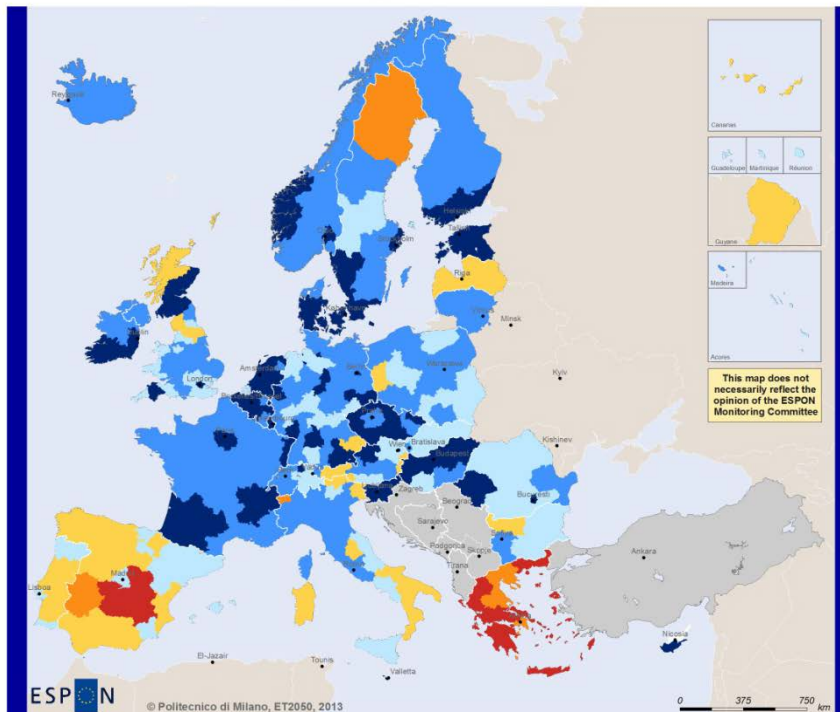 Reykjavik
Canarias
Guadeloupe
Martinique
Réunion
Guyane
Madeira
Acores
This map does not
necessarily reflect the
opinion of the ESPON
Monitoring Committee
Oslo
Helsinki
Tallinn
Stockholm
Riga
Minsk
Dublin
London
Amsterdam
Berlin
Kyiv
Paris
Wien
Bratislava
Budapest
Kishinev
Zagreb
Beograd
Bucuresti
Sarajevo
Podgorica
Skopje
Tirana
Ankara
Lisboa
Nicosia
El-Jazair
Tounis
Valletta
ESPON
© Politecnico di Milano, ET2050, 2013
0 375 750
km